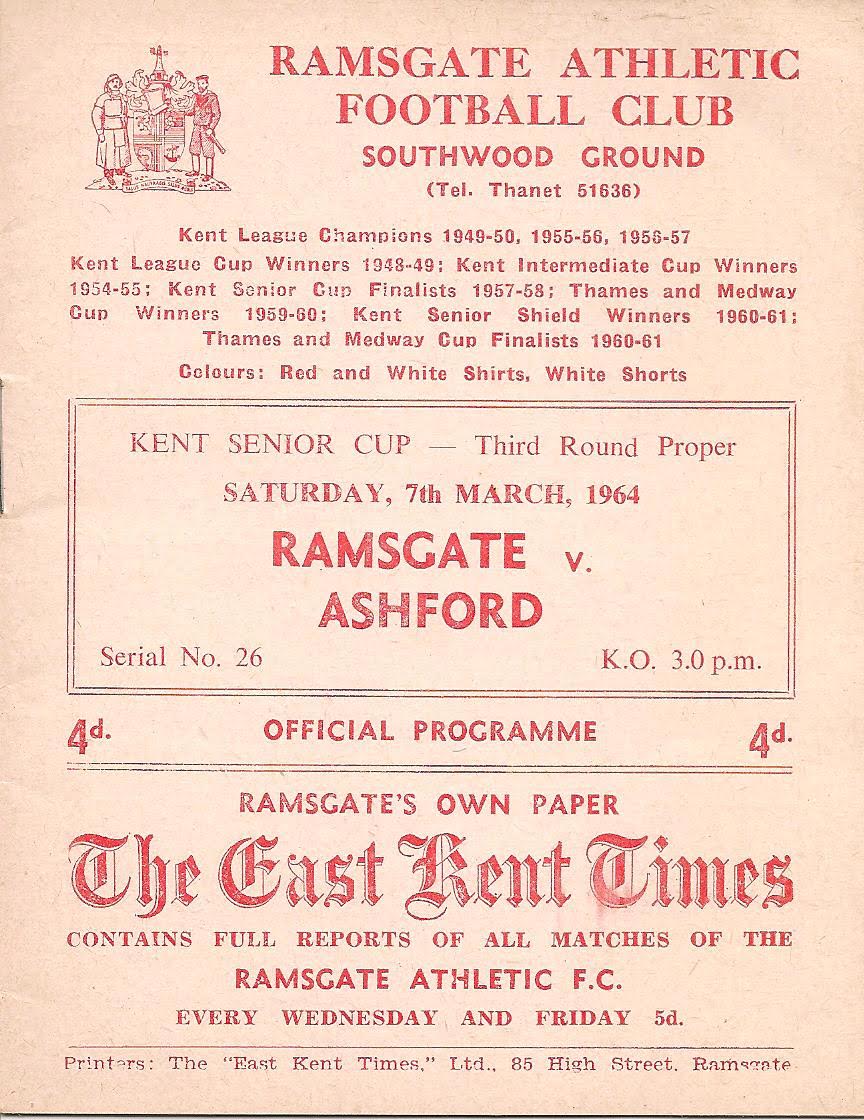 RAMSGATE ATHLETIC
FOOTBALL CLUB
SOUTHWOOD GROUND
(Tel. Thanet 51636)
Kent League Champions 1949-50, 1955-56, 1956-57
Kent League Cup Winners 1948-49; Kent Intermediate Cup Winners
1954-55; Kent Senior Cup Finalists 1957-58; Thames and Medway
Cup Winners 1959-60; Kent Senior Shield Winners 1960-61;
Thames and Medway Cup Finalists 1960-61
Colours: Red and White Shirts, White Shorts
KENT SENIOR CUP — Third Round Proper
SATURDAY, 7th MARCH, 1964
RAMSGATE v.
ASHFORD
Serial No. 26 K.O. 3.0 p.m.
4d. OFFICIAL PROGRAMME 4d.
RAMSGATE'S OWN PAPER
The East Kent Times
CONTAINS FULL REPORTS OF ALL MATCHES OF THE
RAMSGATE ATHLETIC F.C.
EVERY WEDNESDAY AND FRIDAY 5d.
Printers: The "East Kent Times," Ltd., 85 High Street, Ramsgate